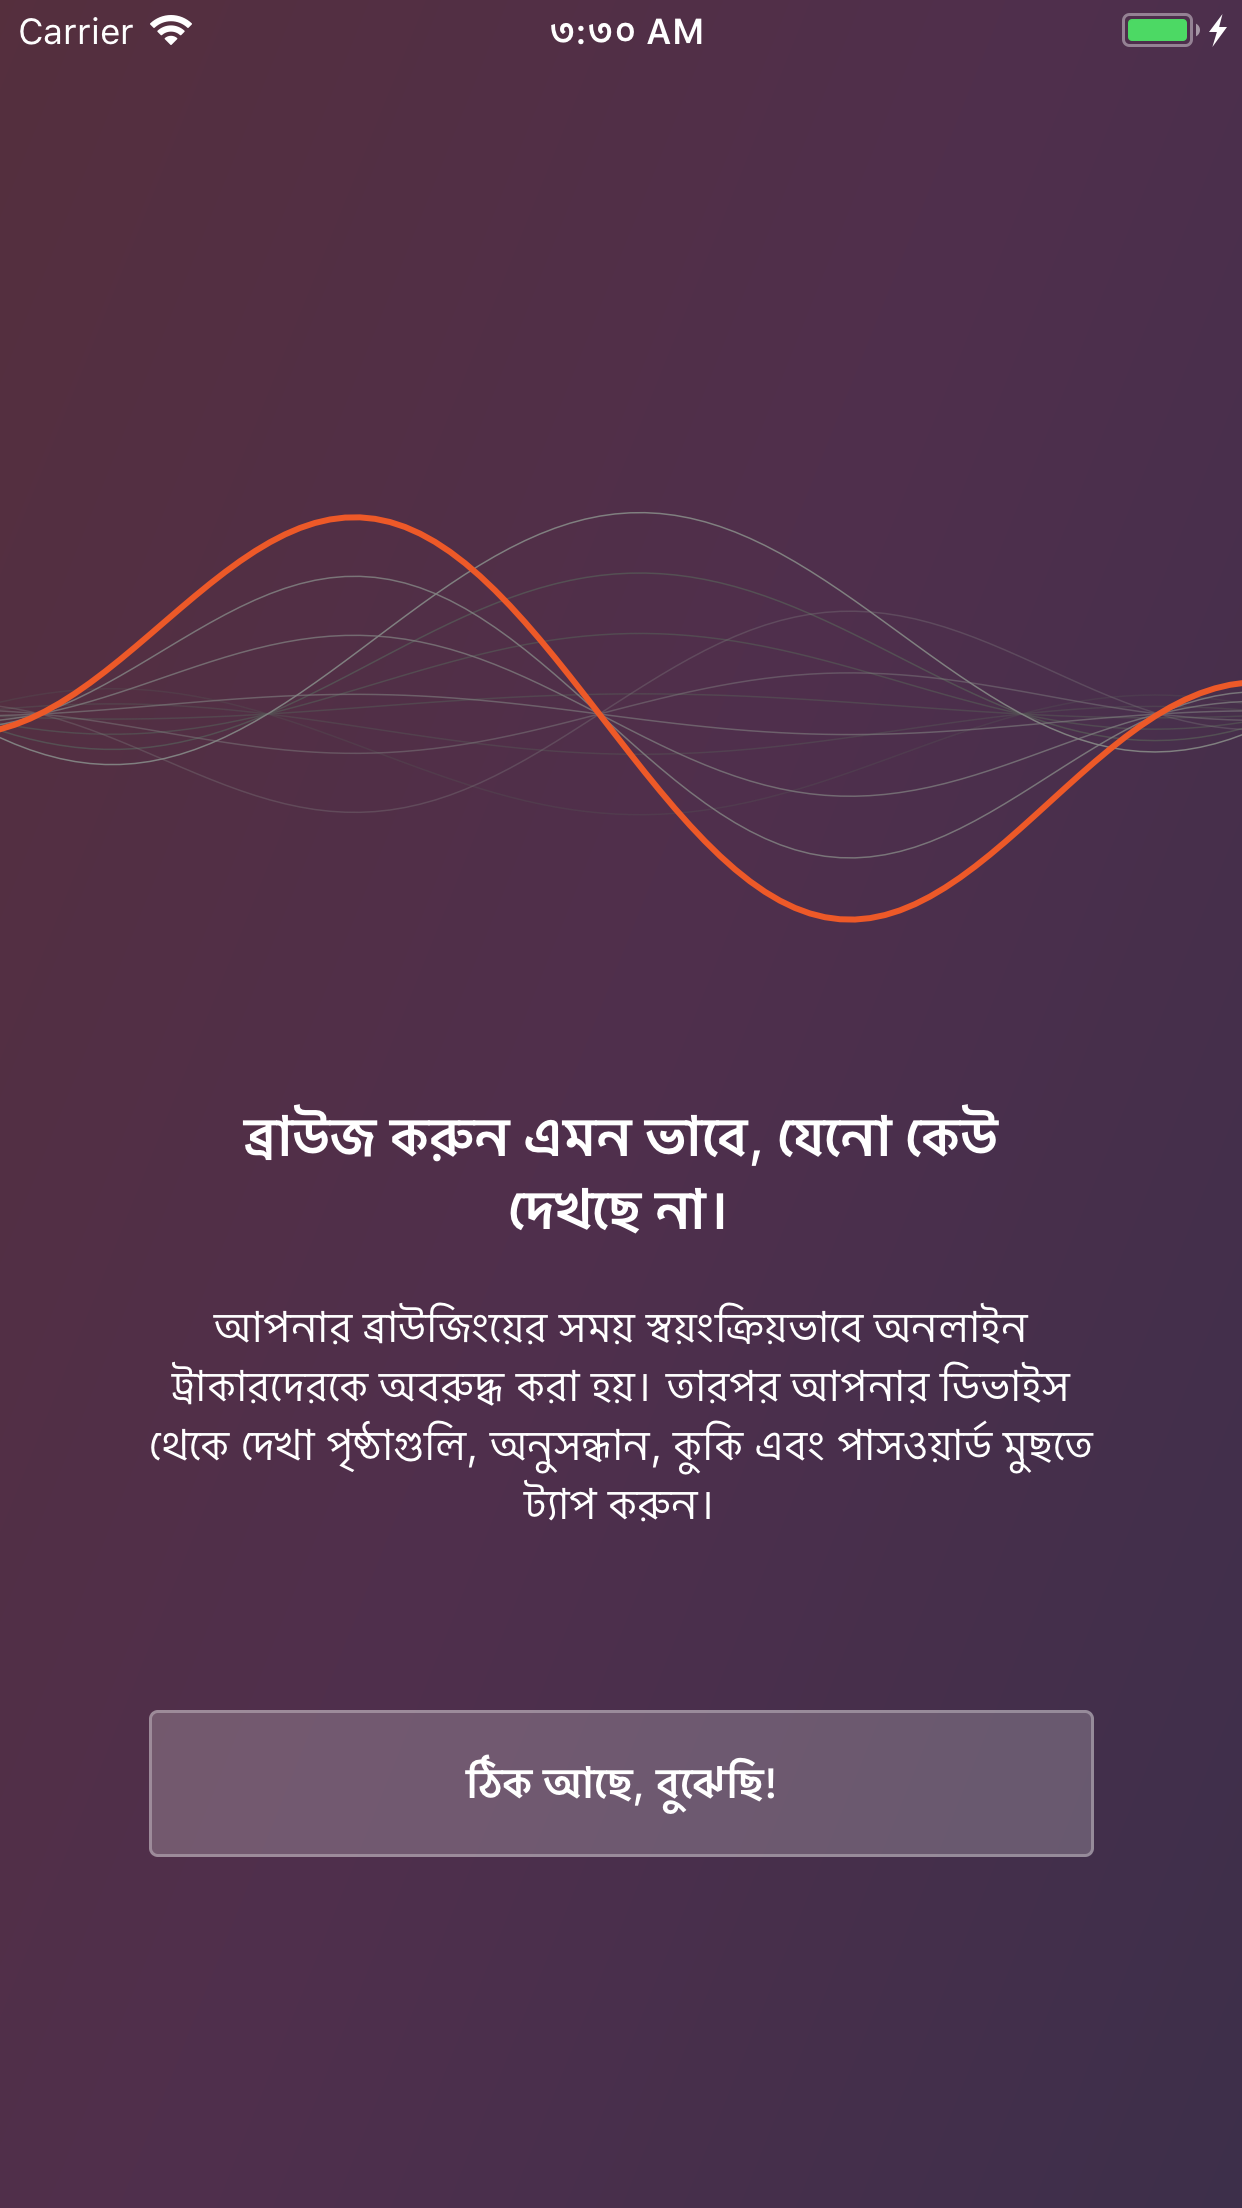 Carrier
৩:৩০ AM
ব্রাউজ করুন এমন ভাবে, যেনো কেউ
দেখছে না।
আপনার ব্রাউজিংয়ের সময় স্বয়ংক্রিয়ভাবে অনলাইন
ট্রাকারদেরকে অবরুদ্ধ করা হয়। তারপর আপনার ডিভাইস
থেকে দেখা পৃষ্ঠাগুলি, অনুসন্ধান, কুকি এবং পাসওয়ার্ড মুছতে
ট্যাপ করুন।
ঠিক আছে, বুঝেছি!